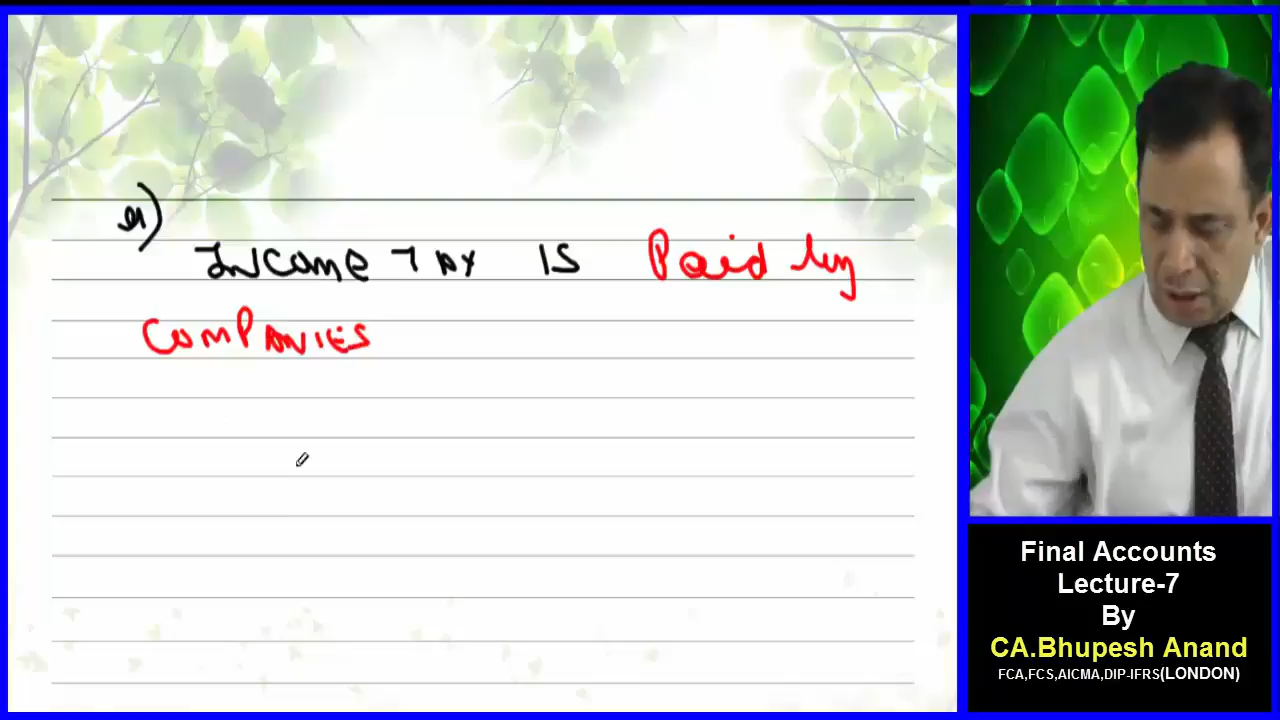 Income TAX IS Paid by
COMPANIES
Final Accounts
Lecture-7
By
CA.Bhupesh Anand
FCA,FCS,AICMA,DIP-IFRS(LONDON)